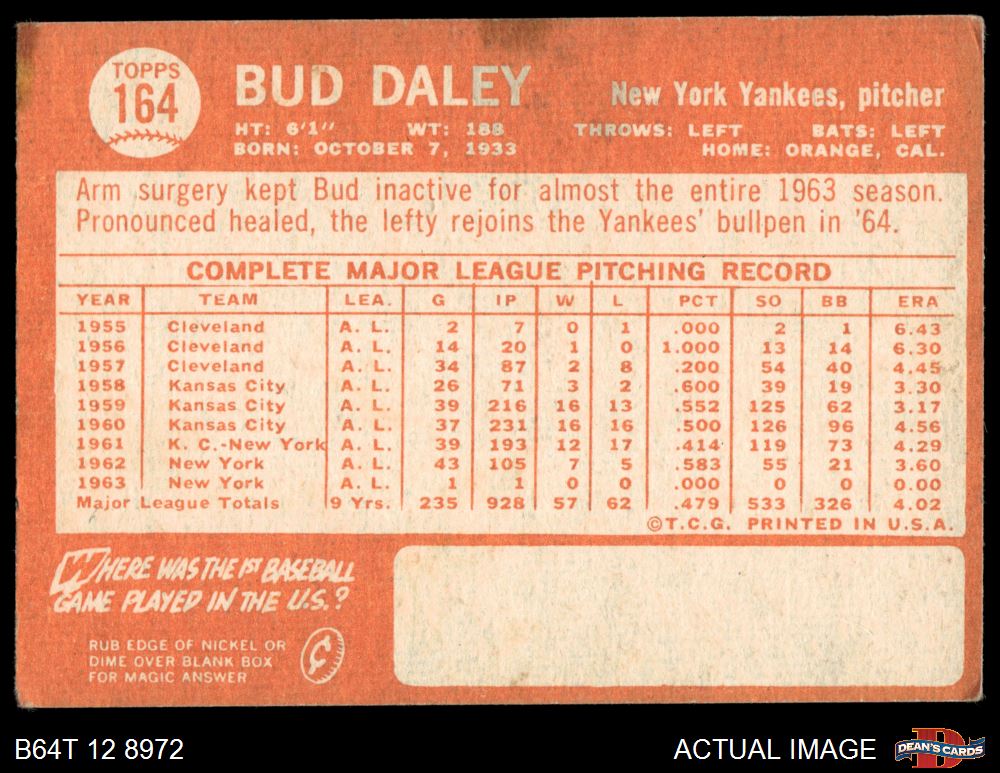 TOPPS
164
BUD DALEY
New York Yankees, pitcher
HT: 6'1" WT: 188 THROWS: LEFT BATS: LEFT
BORN: OCTOBER 7, 1933 HOME: ORANGE, CAL.
Arm surgery kept Bud inactive for almost the entire 1963 season.
Pronounced healed, the lefty rejoins the Yankees' bullpen in '64.
COMPLETE MAJOR LEAGUE PITCHING RECORD
YEAR TEAM LEA. G IP W L PCT SO BB ERA
1955 Cleveland A. L. 2 7 0 1 .000 2 1 6.43
1956 Cleveland A. L. 14 20 1 0 1.000 13 14 6.30
1957 Cleveland A. L. 34 87 2 8 .200 54 40 4.45
1958 Kansas City A. L. 26 71 3 2 .600 39 19 3.30
1959 Kansas City A. L. 39 216 16 13 .552 125 62 3.17
1960 Kansas City A. L. 37 231 16 16 .500 126 96 4.56
1961 K. C.-New York A. L. 39 193 12 17 .414 119 73 4.29
1962 New York A. L. 43 105 7 5 .583 55 21 3.60
1963 New York A. L. 1 1 0 0 .000 0 0 0.00
Major League Totals 9 Yrs. 235 928 57 62 .479 533 326 4.02
©T.C.G. PRINTED IN U.S.A.
WHERE WAS THE 1ST BASEBALL
GAME PLAYED IN THE U.S.?
RUB EDGE OF NICKEL OR
DIME OVER BLANK BOX
FOR MAGIC ANSWER
¢
B64T 12 8972
ACTUAL IMAGE
D
DEAN'S CARDS